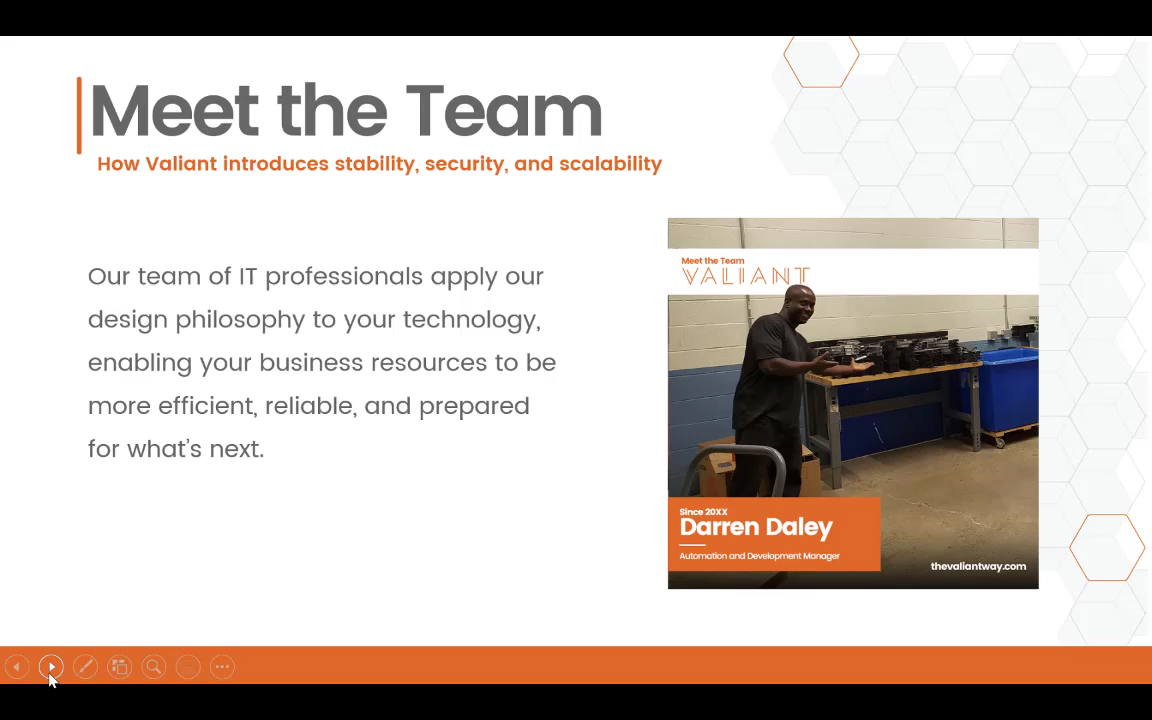 Meet the Team
How Valiant introduces stability, security, and scalability
Our team of IT professionals apply our
design philosophy to your technology,
enabling your business resources to be
more efficient, reliable, and prepared
for what’s next.
Meet the Team
VALIANT
Since 20XX
Darren Daley
Automation and Development Manager
thevaliantway.com